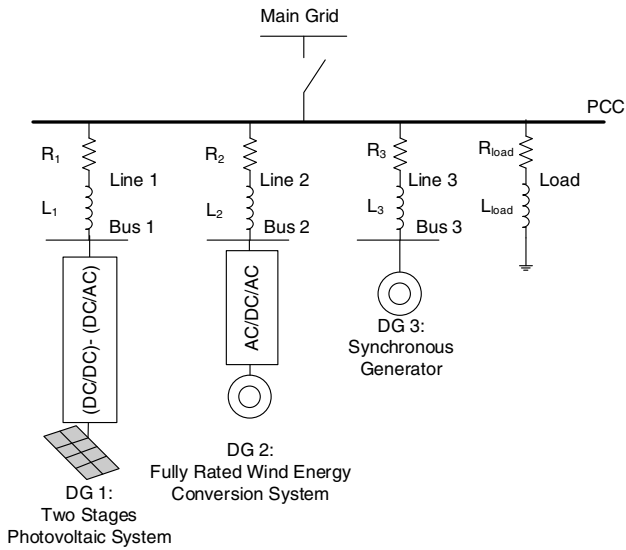 Main Grid
PCC
R1
R2
R3
Rload
Line 1
Line 2
Line 3
Load
L1
L2
L3
Lload
Bus 1
Bus 2
Bus 3
(DC/DC)- (DC/AC)
AC/DC/AC
DG 3:
Synchronous
Generator
DG 2:
Fully Rated Wind Energy
Conversion System
DG 1:
Two Stages
Photovoltaic System